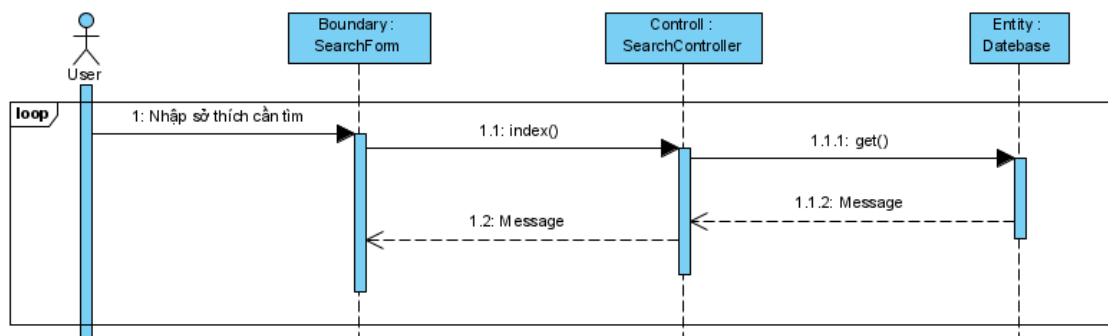 Boundary :
SearchForm
Controll :
SearchController
Entity :
Datebase
User
loop
1: Nhập sở thích cần tìm
1.1: index()
1.1.1: get()
1.1.2: Message
1.2: Message